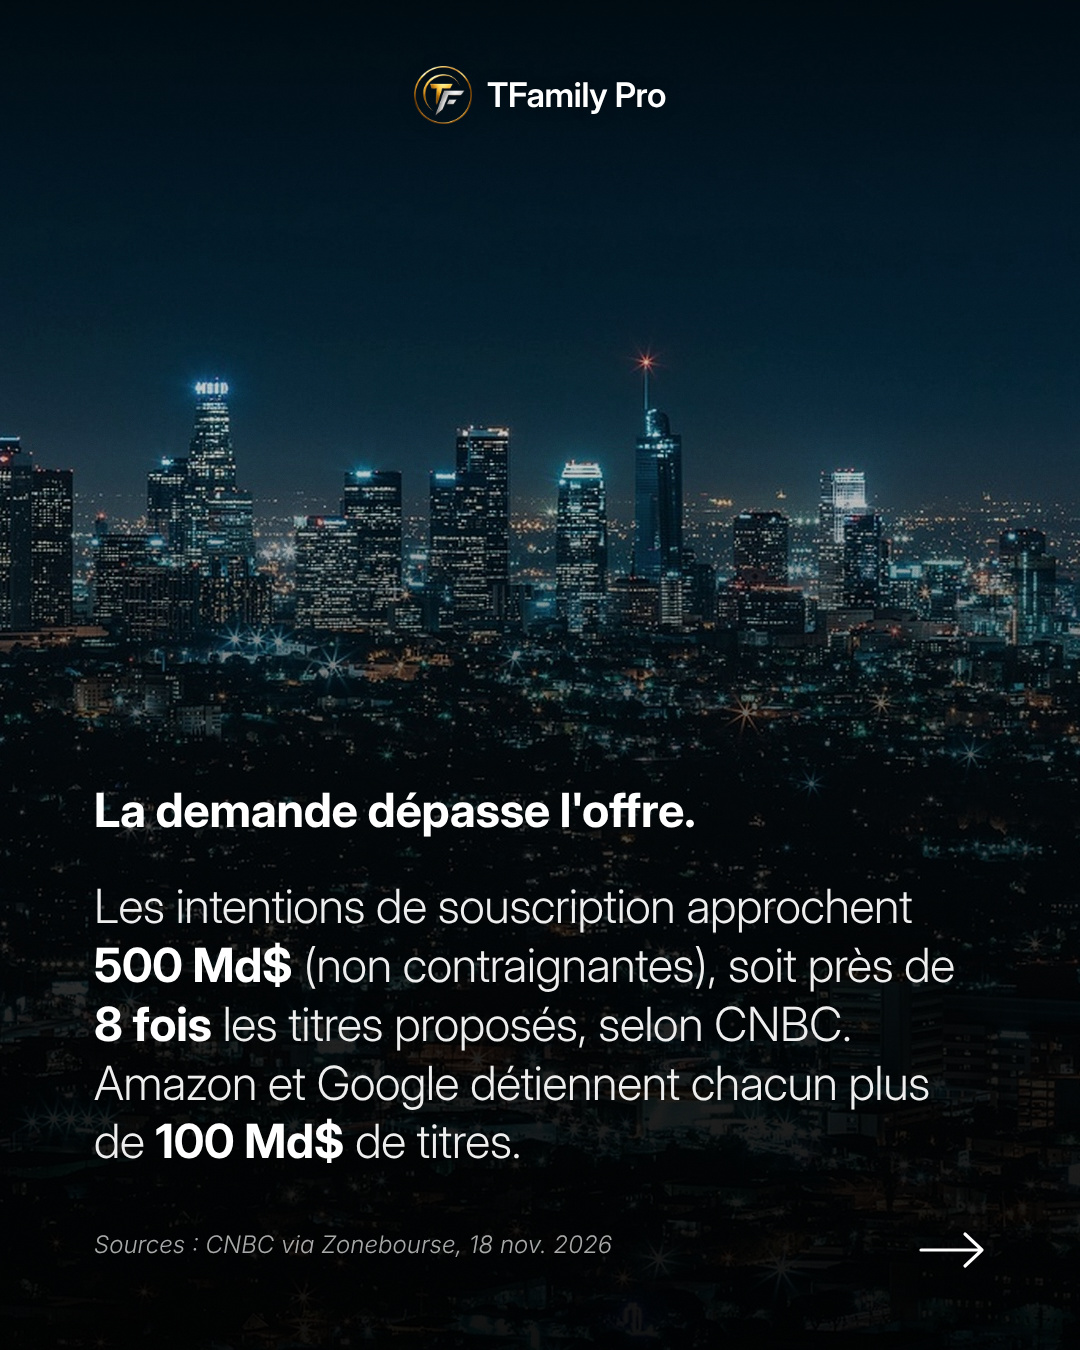 TFamily Pro
La demande dépasse l'offre.
Les intentions de souscription approchent
500 Md$ (non contraignantes), soit près de
8 fois les titres proposés, selon CNBC.
Amazon et Google détiennent chacun plus
de 100 Md$ de titres.
Sources : CNBC via Zonebourse, 18 nov. 2026